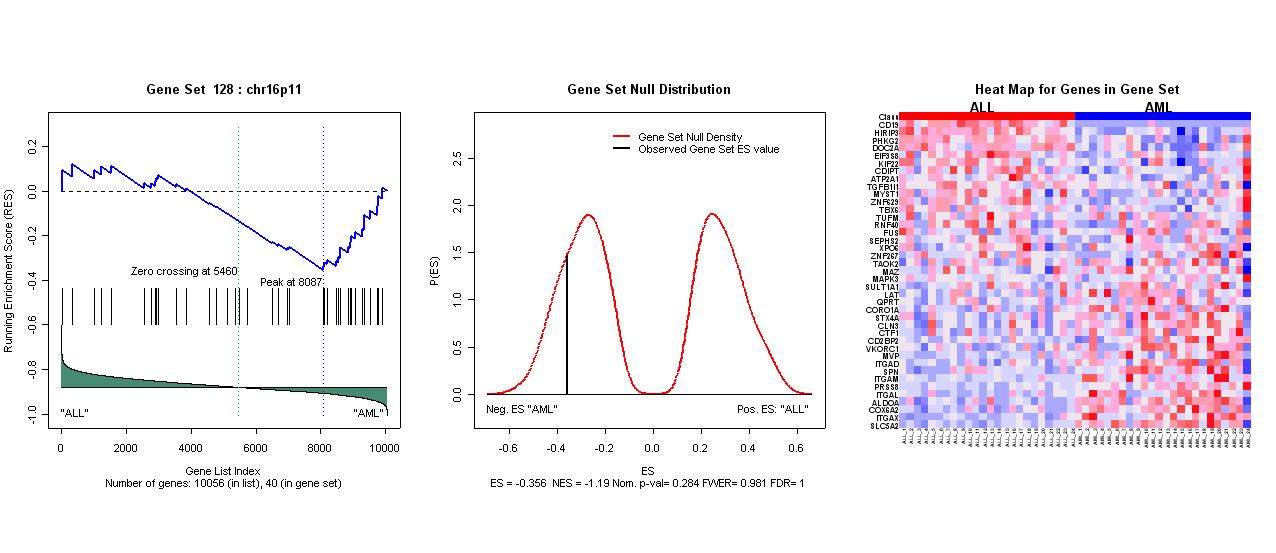 Gene Set 128 : chr16p11
Running Enrichment Score (RES)
0.2
0.0
-0.2
-0.4
-0.6
-0.8
-1.0
Zero crossing at 5460
Peak at 8087
"ALL"
"AML"
0
2000
4000
6000
8000
10000
Gene List Index
Number of genes: 10056 (in list), 40 (in gene set)
Gene Set Null Distribution
Gene Set Null Density
Observed Gene Set ES value
P(ES)
2.5
2.0
1.5
1.0
0.5
0.0
Neg. ES "AML"
Pos. ES: "ALL"
-0.6
-0.4
-0.2
0.0
0.2
0.4
0.6
ES
ES = -0.356 NES = -1.19 Nom. p-val= 0.284 FWER= 0.981 FDR= 1
Heat Map for Genes in Gene Set
ALL
AML
Class
CD19
HIRIP3
PHKG2
DOC2A
EIF3S8
KIF22
CDIPT
ATP2A1
TGFB1I1
MYST1
ZNF629
TBX6
TUFM
RNF40
FUS
SEPHS2
XPO6
ZNF267
TAOK2
MAZ
MAPK3
SULT1A1
LAT
QPRT
CORO1A
STX4A
CLN3
CTF1
CD2BP2
VKORC1
MVP
ITGAD
SPN
ITGAM
PRSS8
ITGAL
ALDOA
COX6A2
ITGAX
SLC5A2